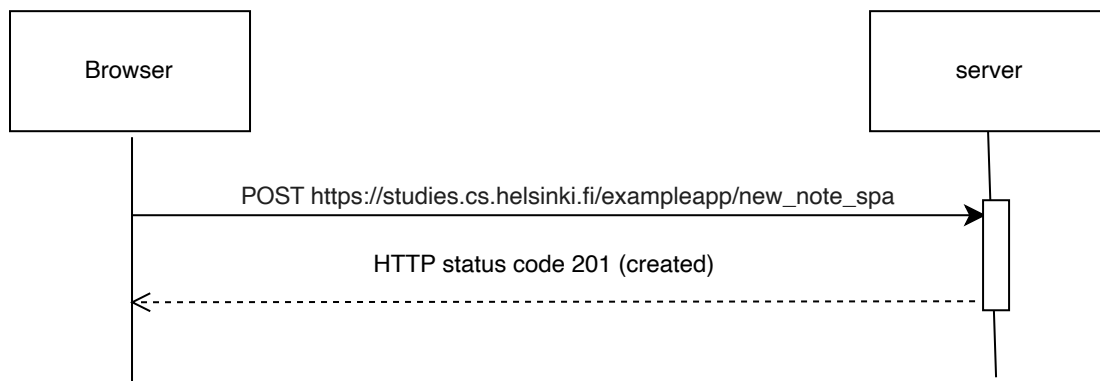 Browser
server
POST https://studies.cs.helsinki.fi/exampleapp/new_note_spa
HTTP status code 201 (created)